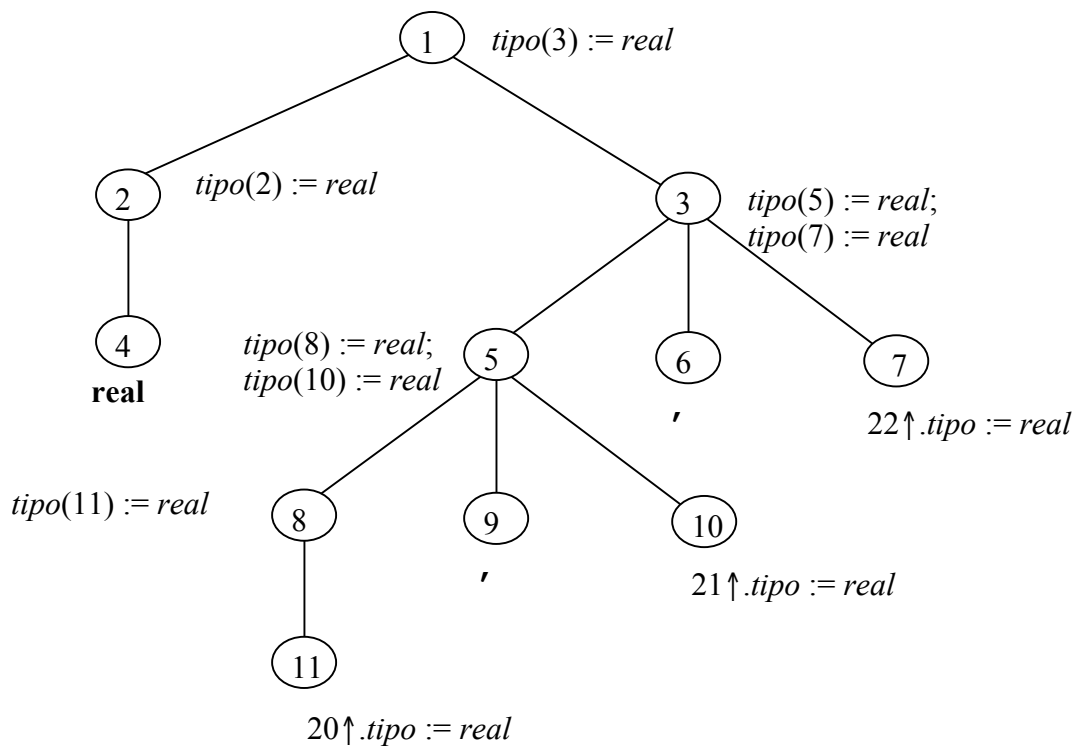 1 tipo(3) := real
2 tipo(2) := real
3 tipo(5) := real;
tipo(7) := real
4
real
tipo(8) := real;
tipo(10) := real
5
6
,
7
22↑.tipo := real
tipo(11) := real
8
9
,
10
21↑.tipo := real
11
20↑.tipo := real